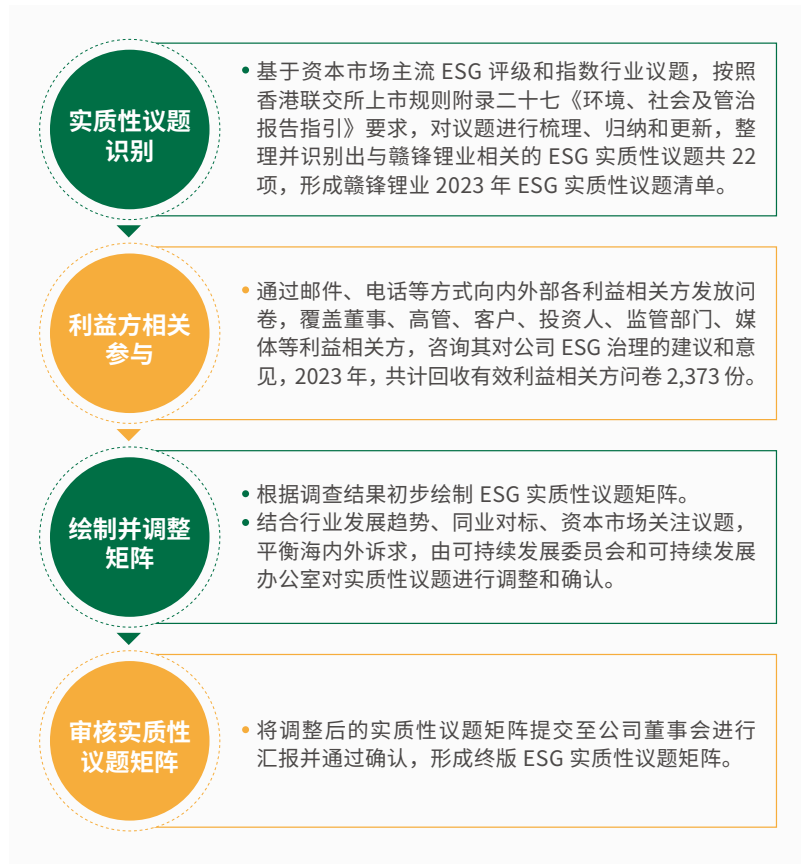 实质性议题
识别
• 基于资本市场主流 ESG 评级和指数行业议题，按照
香港联交所上市规则附录二十七《环境、社会及管治
报告指引》要求，对议题进行梳理、归纳和更新，整
理并识别出与赣锋锂业相关的 ESG 实质性议题共 22
项，形成赣锋锂业 2023 年 ESG 实质性议题清单。
利益方相关
参与
• 通过邮件、电话等方式向内外部各利益相关方发放问
卷，覆盖董事、高管、客户、投资人、监管部门、媒
体等利益相关方，咨询其对公司 ESG 治理的建议和意
见，2023 年，共计回收有效利益相关方问卷 2,373 份。
绘制并调整
矩阵
• 根据调查结果初步绘制 ESG 实质性议题矩阵。
• 结合行业发展趋势、同业对标、资本市场关注议题，
平衡海内外诉求，由可持续发展委员会和可持续发展
办公室对实质性议题进行调整和确认。
审核实质性
议题矩阵
• 将调整后的实质性议题矩阵提交至公司董事会进行
汇报并通过确认，形成终版 ESG 实质性议题矩阵。